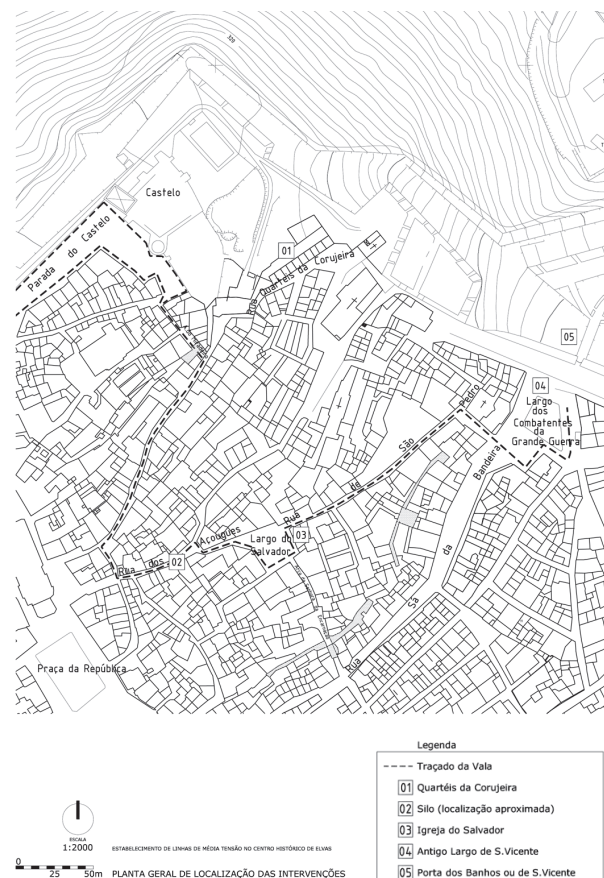 320
Castelo
Parada do Castelo
01
Rua Quartéis da Corujeira
05
04
Largo
dos
Combatentes
da
Grande Guerra
Rua de São Pedro
Rua Sa da Bandeira
Rua dos Açougues
02
03
Largo do
Salvador
Praça da República
Legenda
Traçado da Vala
01 Quartéis da Corujeira
02 Silo (localização aproximada)
03 Igreja do Salvador
04 Antigo Largo de S.Vicente
05 Porta dos Banhos ou de S.Vicente
ESCALA
1:2000
ESTABELECIMENTO DE LINHAS DE MÉDIA TENSÃO NO CENTRO HISTÓRICO DE ELVAS
0 25 50m
PLANTA GERAL DE LOCALIZAÇÃO DAS INTERVENÇÕES